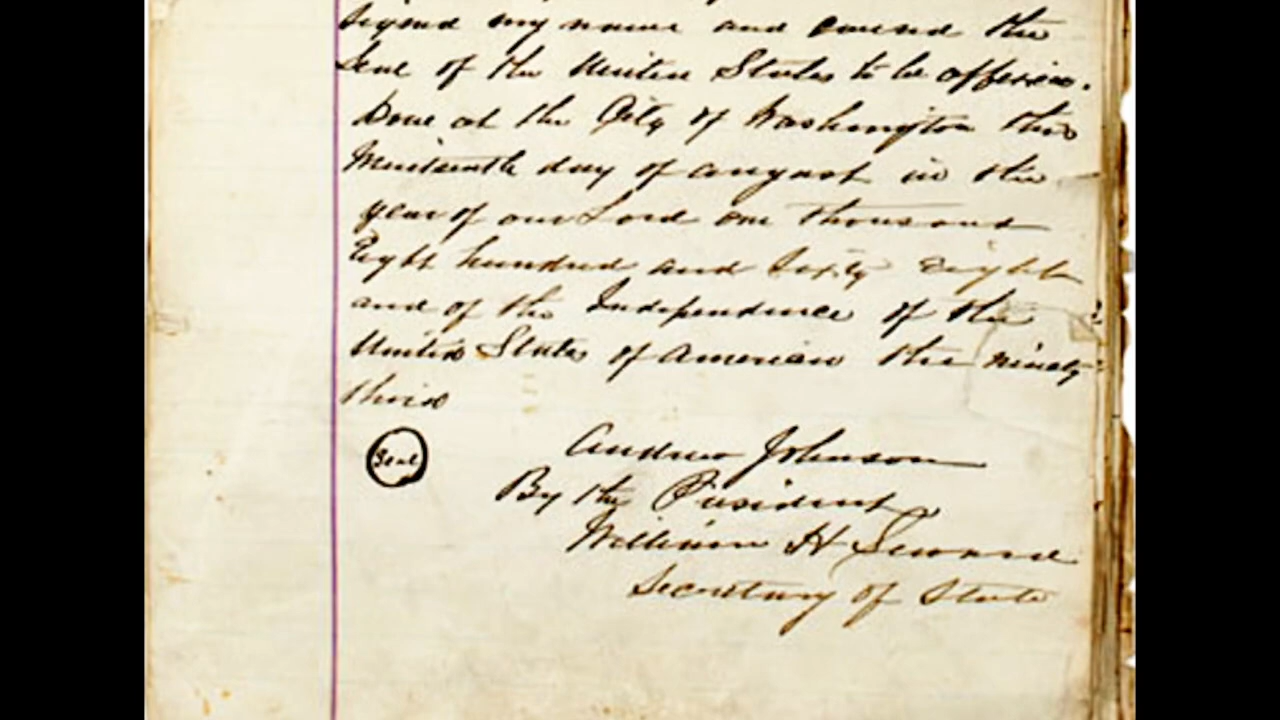 signed my name and caused the
Seal of the United States to be affixed.
Done at the City of Washington this
Nineteenth day of august in the
year of our Lord one thousand
Eight hundred and Sixty Eight
and of the Independence of the
United States of American the ninety
third
Seal
Andrew Johnson
By the President
William H Seward
Secretary of State